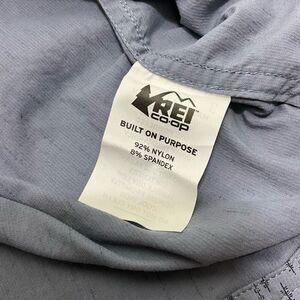 REI
CO·OP
BUILT ON PURPOSE
92% NYLON
8% SPANDEX